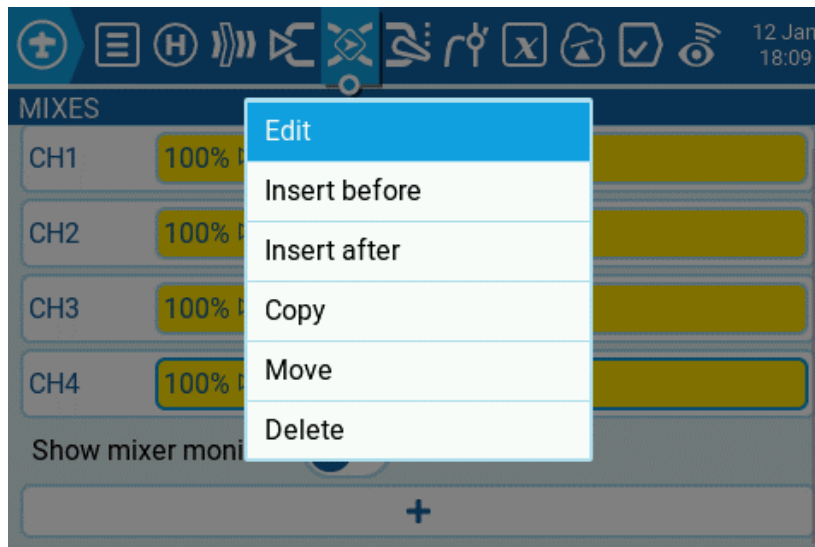 12 Jan
18:09
MIXES
CH1 100%
CH2 100%
CH3 100%
CH4 100%
Edit
Insert before
Insert after
Copy
Move
Delete
Show mixer moni
+